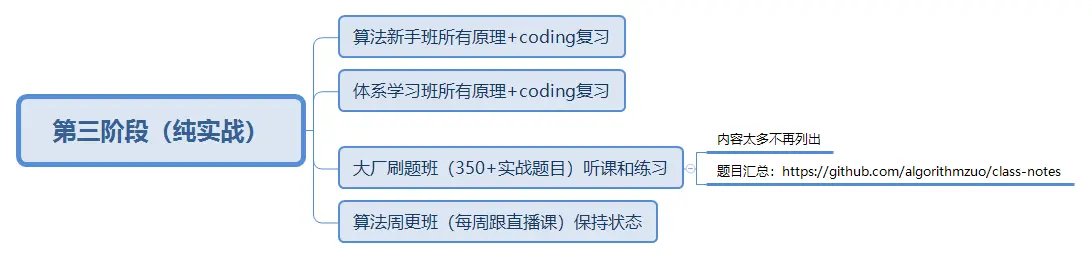 第三阶段（纯实战）
算法新手班所有原理+coding复习
体系学习班所有原理+coding复习
大厂刷题班（350+实战题目）听课和练习
内容太多不再列出
题目汇总：https://github.com/algorithmzuo/class-notes
算法周更班（每周跟直播课）保持状态